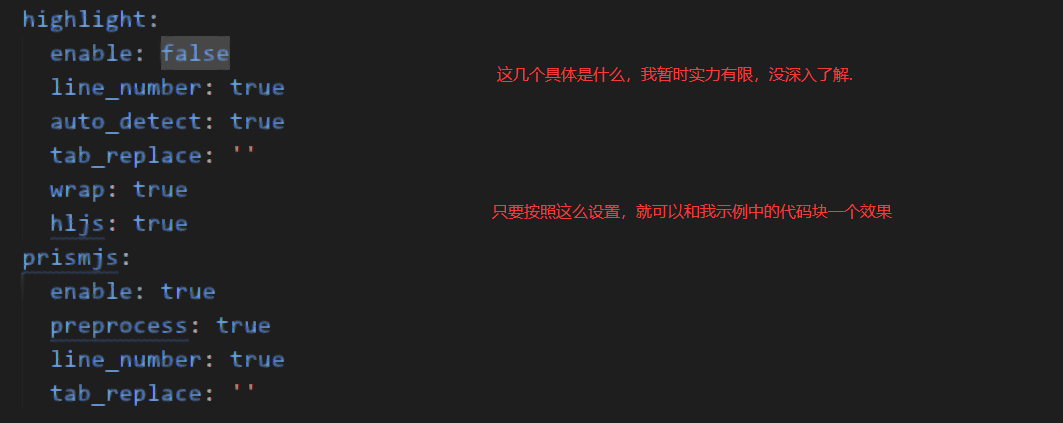 highlight:
enable: false
这几个具体是什么，我暂时实力有限，没深入了解.
line_number: true
auto_detect: true
tab_replace: ''
wrap: true
只要按照这么设置，就可以和我示例中的代码块一个效果
hljs: true
prismjs:
enable: true
preprocess: true
line_number: true
tab_replace: ''